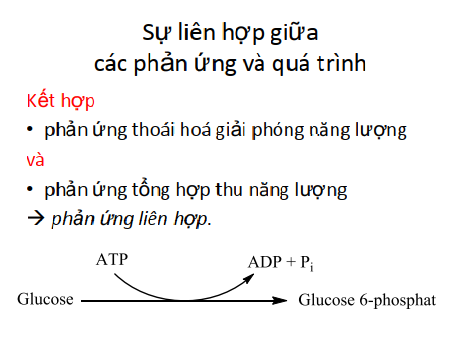 Sự liên hợp giữa
các phản ứng và quá trình
Kết hợp
• phản ứng thoái hoá giải phóng năng lượng
và
• phản ứng tổng hợp thu năng lượng
→ phản ứng liên hợp.
ATP ADP + Pi
Glucose Glucose 6-phosphat